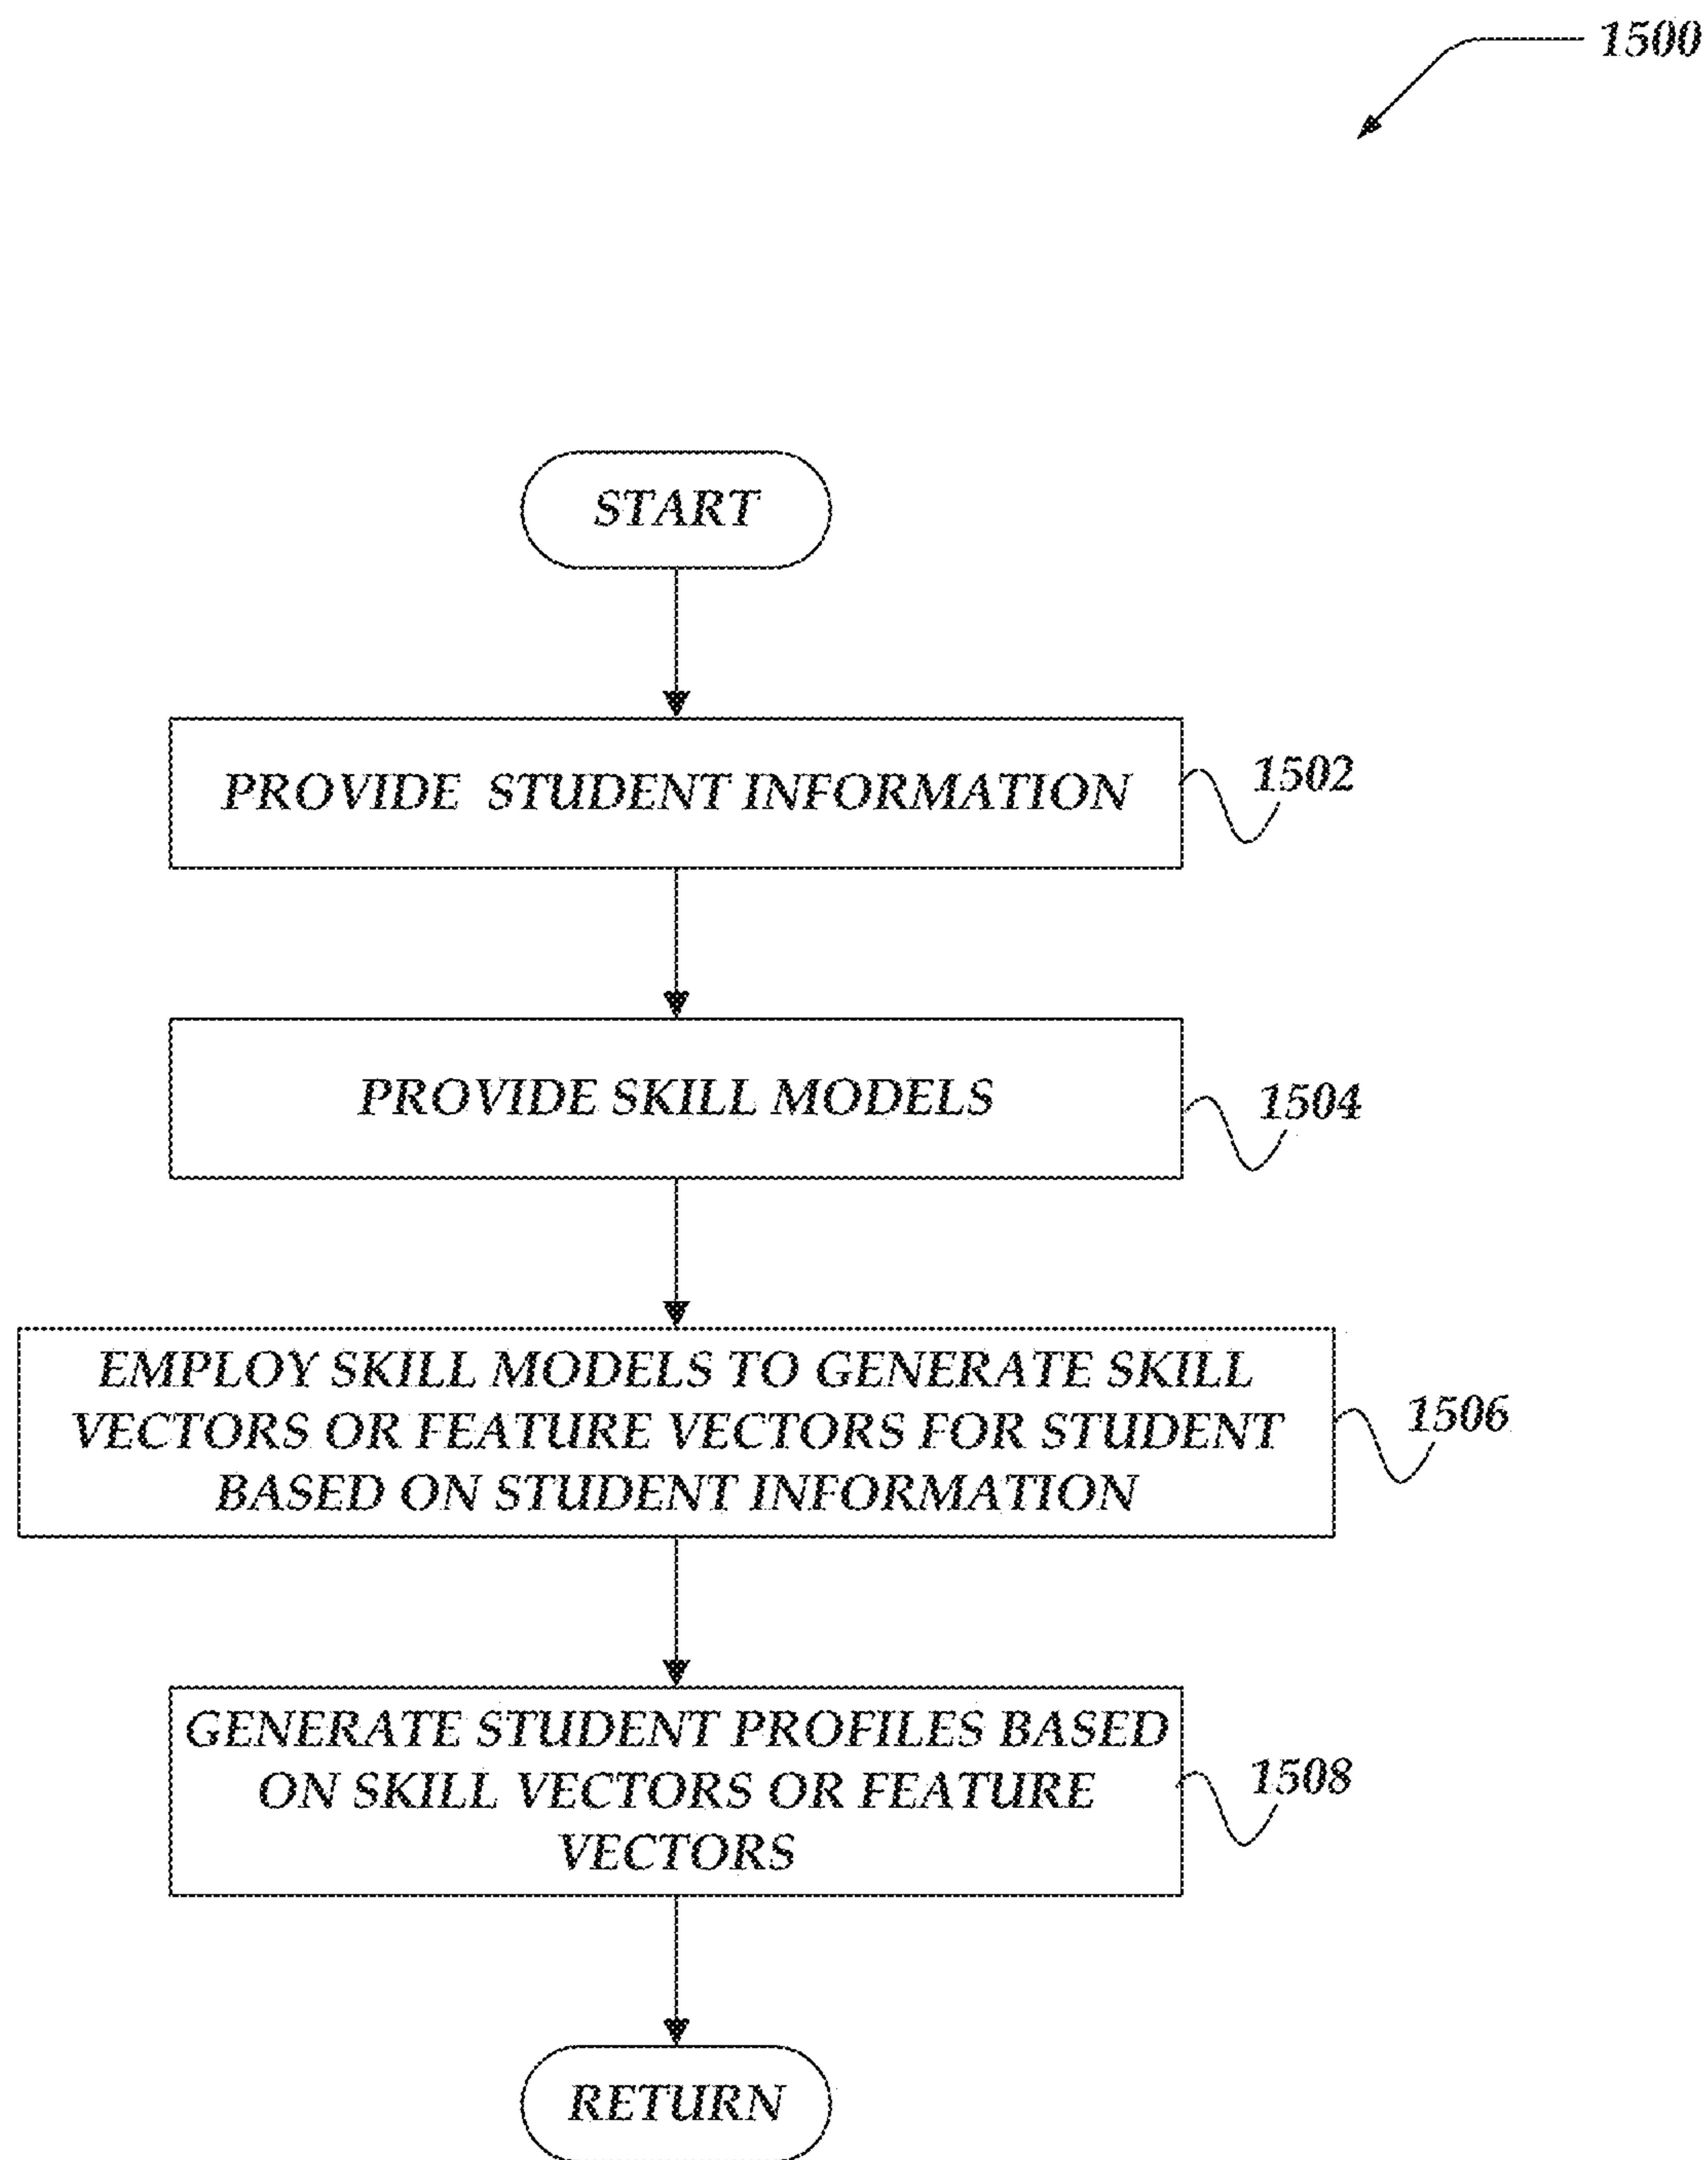 1500
START
PROVIDE STUDENT INFORMATION
1502
PROVIDE SKILL MODELS
1504
EMPLOY SKILL MODELS TO GENERATE SKILL
VECTORS OR FEATURE VECTORS FOR STUDENT
BASED ON STUDENT INFORMATION
1506
GENERATE STUDENT PROFILES BASED
ON SKILL VECTORS OR FEATURE
VECTORS
1508
RETURN